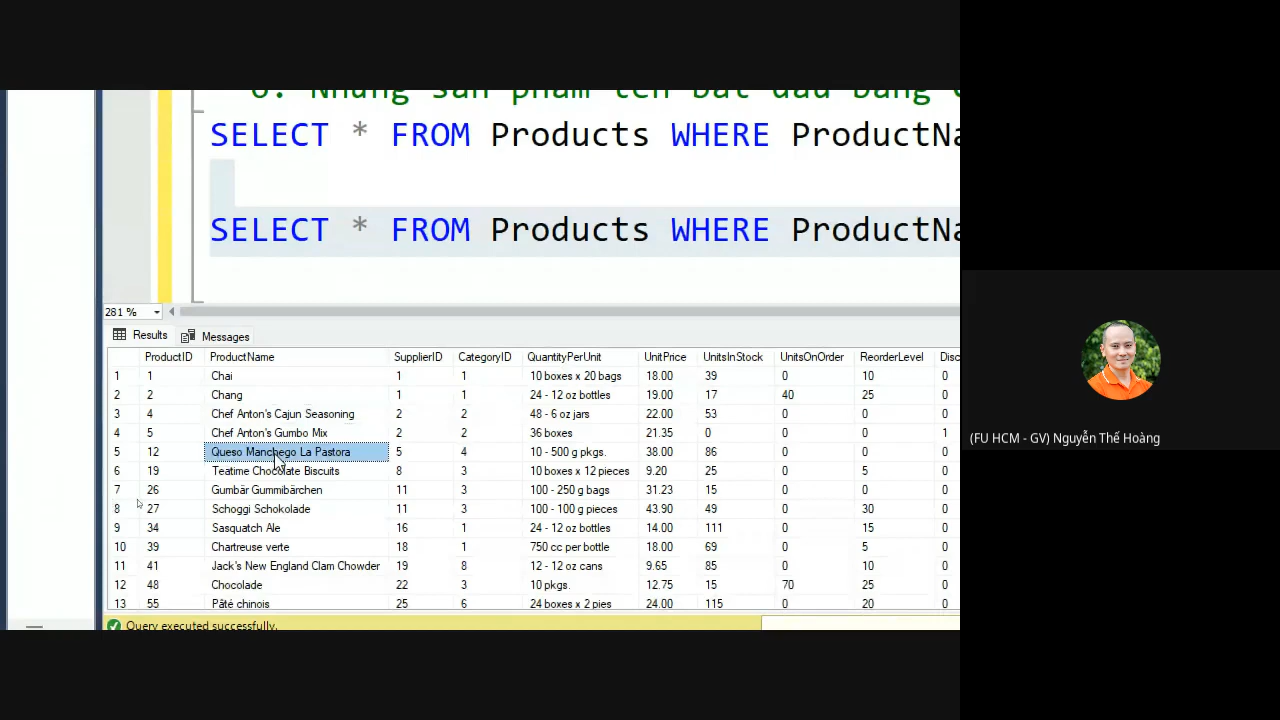 SELECT * FROM Products WHERE ProductNa
SELECT * FROM Products WHERE ProductNa
281 %
Results Messages
ProductID ProductName SupplierID CategoryID QuantityPerUnit UnitPrice UnitsInStock UnitsOnOrder ReorderLevel Disc
1 1 Chai 1 1 10 boxes x 20 bags 18.00 39 0 10 0
2 2 Chang 1 1 24 - 12 oz bottles 19.00 17 40 25 0
3 4 Chef Anton's Cajun Seasoning 2 2 48 - 6 oz jars 22.00 53 0 0 0
4 5 Chef Anton's Gumbo Mix 2 2 36 boxes 21.35 0 0 0 1
5 12 Queso Manchego La Pastora 5 4 10 - 500 g pkgs. 38.00 86 0 0 0
6 19 Teatime Chocolate Biscuits 8 3 10 boxes x 12 pieces 9.20 25 0 5 0
7 26 Gumbär Gummibärchen 11 3 100 - 250 g bags 31.23 15 0 0 0
8 27 Schoggi Schokolade 11 3 100 - 100 g pieces 43.90 49 0 30 0
9 34 Sasquatch Ale 16 1 24 - 12 oz bottles 14.00 111 0 15 0
10 39 Chartreuse verte 18 1 750 cc per bottle 18.00 69 0 5 0
11 41 Jack's New England Clam Chowder 19 8 12 - 12 oz cans 9.65 85 0 10 0
12 48 Chocolade 22 3 10 pkgs. 12.75 15 70 25 0
13 55 Pâté chinois 25 6 24 boxes x 2 pies 24.00 115 0 20 0
Query executed successfully.
(FU HCM - GV) Nguyễn Thế Hoàng